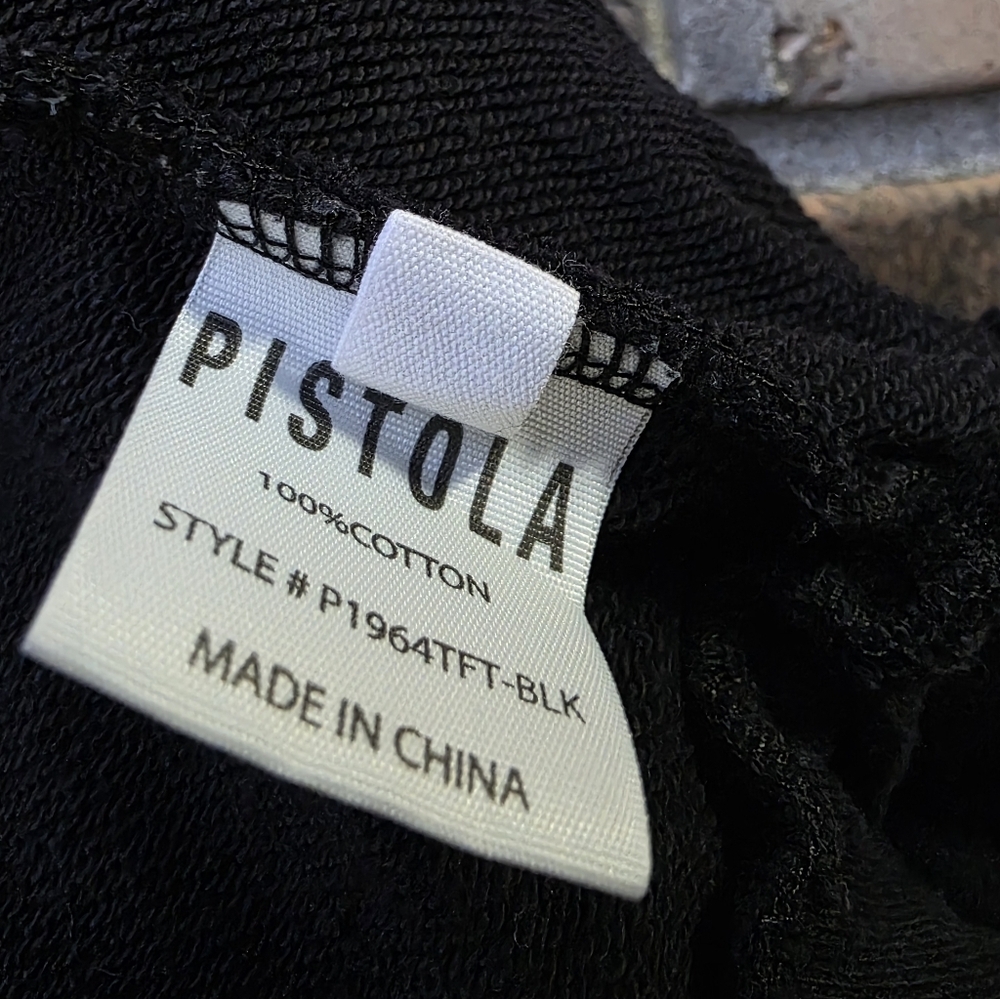 PISTOLA
100%COTTON
STYLE # P1964TFT-BLK
MADE IN CHINA